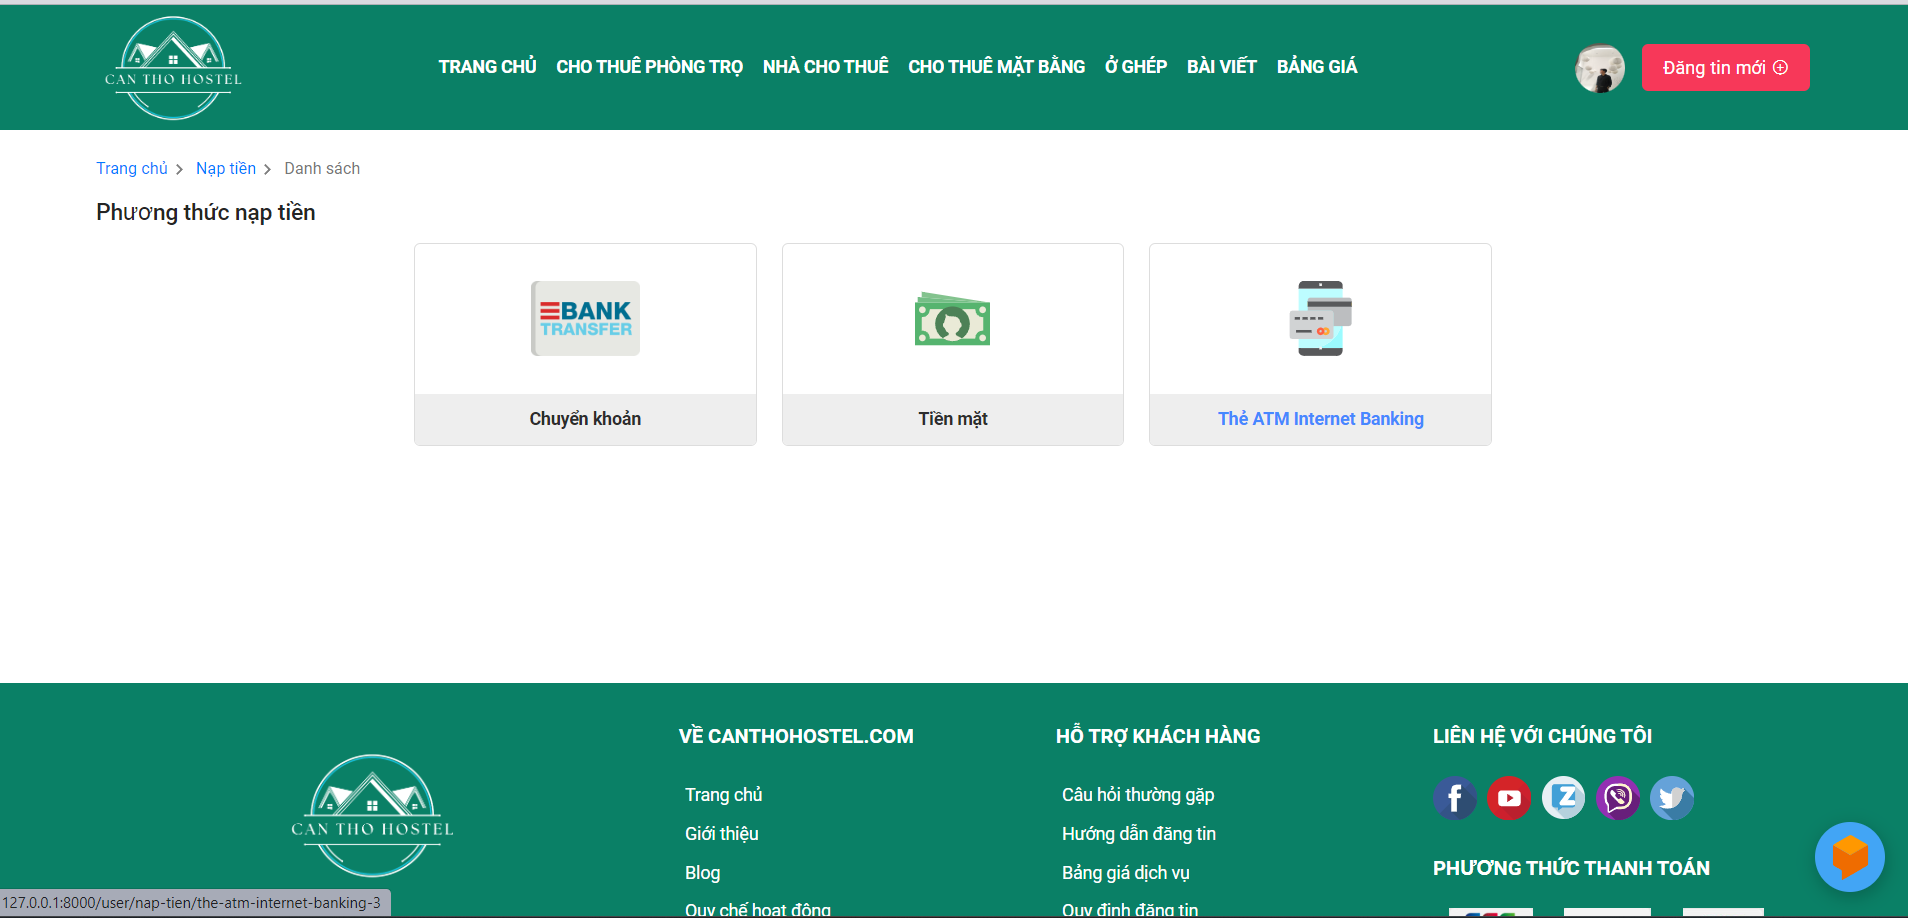 CAN THO HOSTEL
TRANG CHỦ CHO THUÊ PHÒNG TRỌ NHÀ CHO THUÊ CHO THUÊ MẶT BẰNG Ở GHÉP BÀI VIẾT BẢNG GIÁ
Đăng tin mới
Trang chủ > Nạp tiền > Danh sách
Phương thức nạp tiền
BANK
TRANSFER
Chuyển khoản
Tiền mặt
Thẻ ATM Internet Banking
CAN THO HOSTEL
VỀ CANTHOHOSTEL.COM
Trang chủ
Giới thiệu
Blog
Quy chế hoạt động
HỖ TRỢ KHÁCH HÀNG
Câu hỏi thường gặp
Hướng dẫn đăng tin
Bảng giá dịch vụ
Quy định đăng tin
LIÊN HỆ VỚI CHÚNG TÔI
PHƯƠNG THỨC THANH TOÁN
127.0.0.1:8000/user/nap-tien/the-atm-internet-banking-3